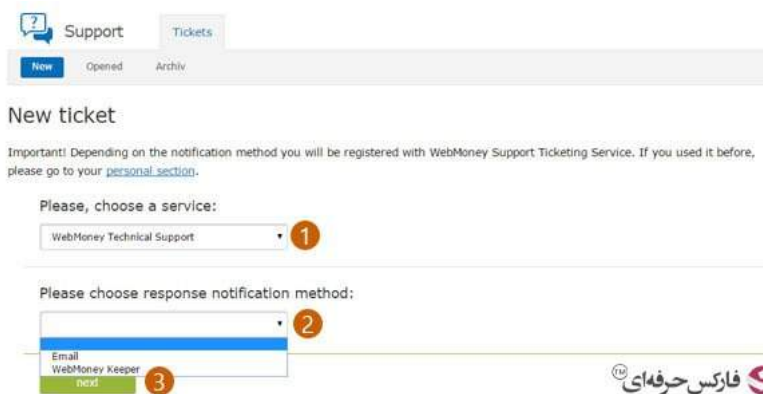 Support
Tickets
New
Opened
Archiv
New ticket
Important! Depending on the notification method you will be registered with WebMoney Support Ticketing Service. If you used it before,
please go to your personal section.
Please, choose a service:
WebMoney Technical Support
1
Please choose response notification method:
2
Email
WebMoney Keeper
next
3
فارکس حرفه‌ای™